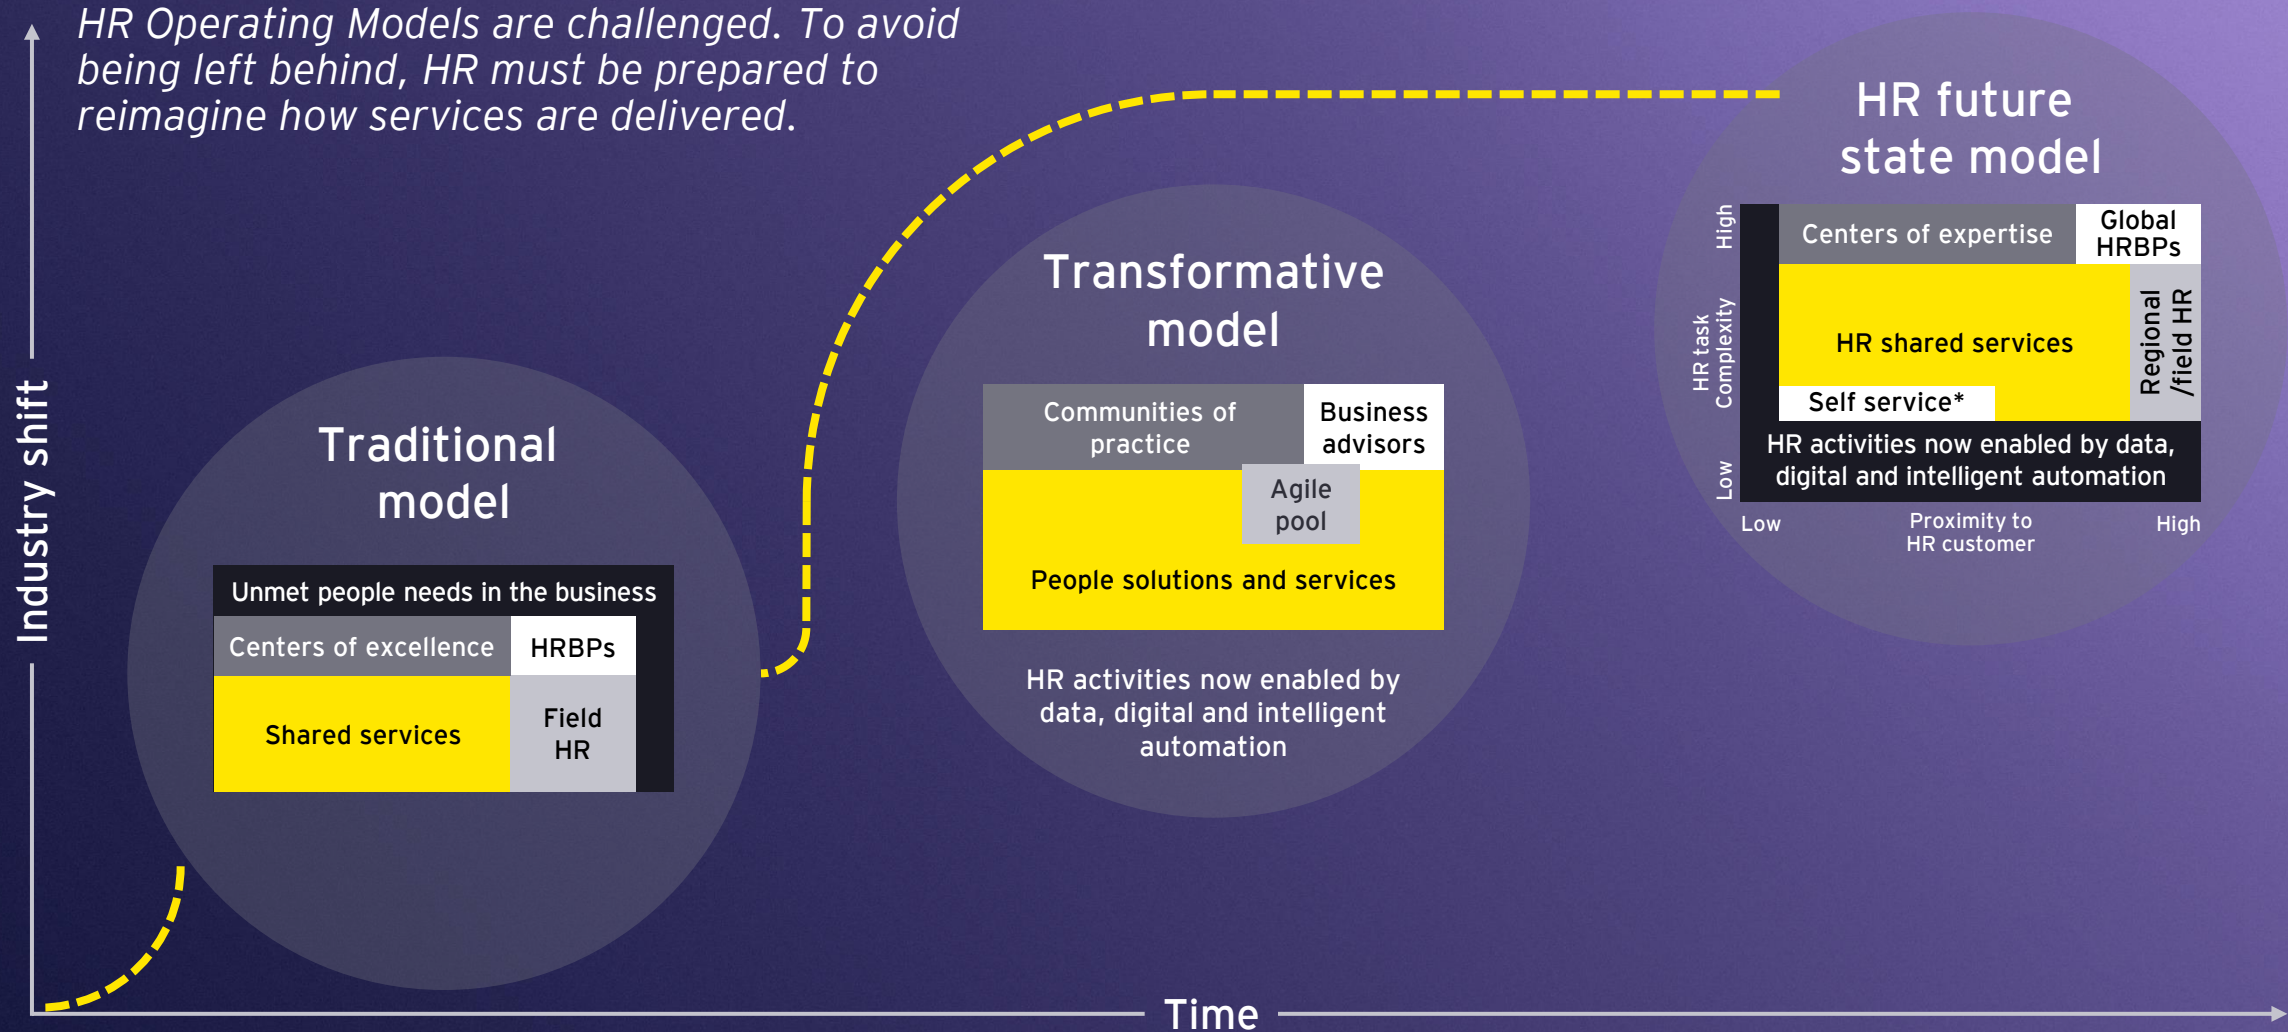 HR Operating Models are challenged. To avoid
being left behind, HR must be prepared to
reimagine how services are delivered.
Industry shift
Traditional
model
Unmet people needs in the business
Centers of excellence
HRBPs
Shared services
Field
HR
Transformative
model
Communities of
practice
Business
advisors
Agile
pool
People solutions and services
HR activities now enabled by
data, digital and intelligent
automation
HR future
state model
High
HR task
Complexity
Low
Centers of expertise
Global
HRBPs
HR shared services
Regional
/field HR
Self service*
HR activities now enabled by data,
digital and intelligent automation
Low
Proximity to
HR customer
High
Time